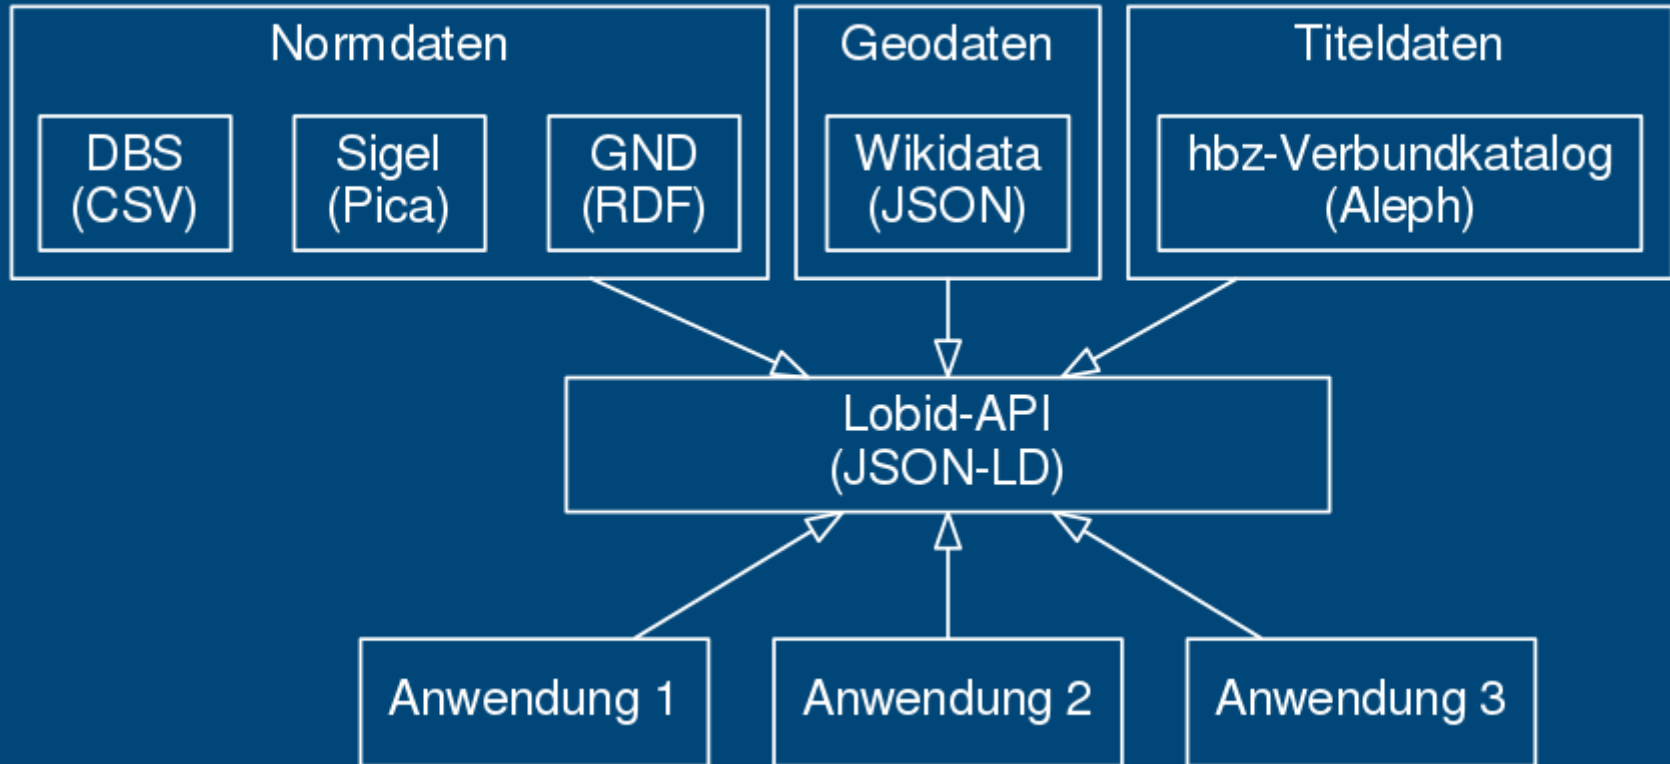 Normdaten
DBS
(CSV)
Sigel
(Pica)
GND
(RDF)
Geodaten
Wikidata
(JSON)
Titeldaten
hbz-Verbundkatalog
(Aleph)
Lobid-API
(JSON-LD)
Anwendung 1
Anwendung 2
Anwendung 3